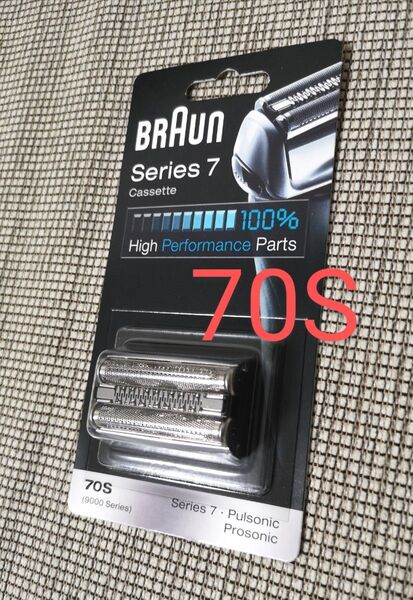 BRAUN
Series 7
Cassette
100%
High Performance Parts
70S
70S
(9000 Series)
Series 7 · Pulsonic
Prosonic